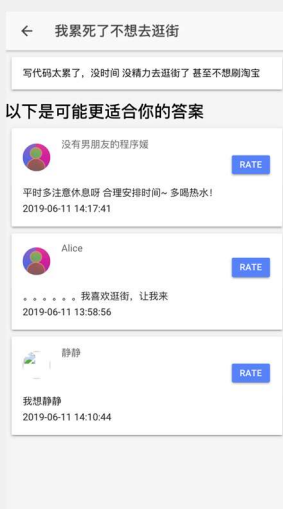 我累死了不想去逛街
写代码太累了，没时间 没精力去逛街了 甚至不想刷淘宝
以下是可能更适合你的答案
没有男朋友的程序媛
RATE
平时多注意休息呀 合理安排时间~ 多喝热水！
2019-06-11 14:17:41
Alice
RATE
。。。。。。我喜欢逛街，让我来
2019-06-11 13:58:56
静静
RATE
我想静静
2019-06-11 14:10:44